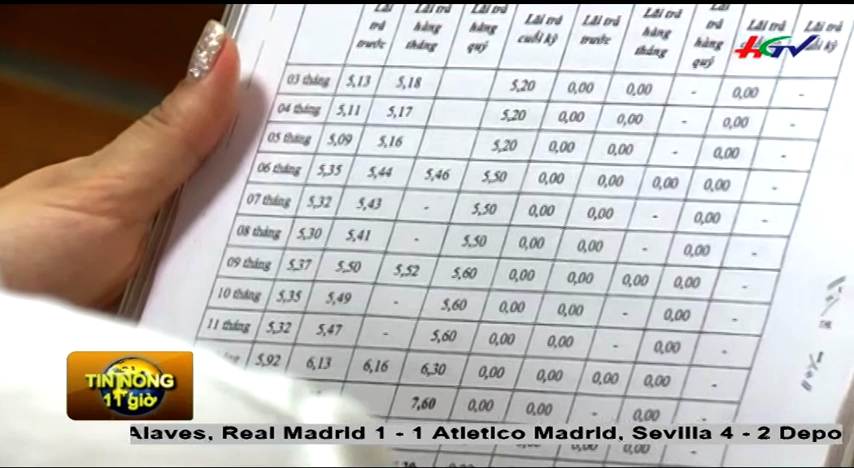 Lãi trả trước Lãi trả hàng tháng Lãi trả hàng quý Lãi trả cuối kỳ Lãi trả trước Lãi trả hàng tháng Lãi trả hàng quý Lãi trả Lãi trả
HGTV
03 tháng 5,13 5,18 5,20 0,00 0,00 - 0,00 -
04 tháng 5,11 5,17 5,20 0,00 0,00 - 0,00 -
05 tháng 5,09 5,16 5,20 0,00 0,00 - 0,00 -
06 tháng 5,35 5,44 5,46 5,50 0,00 0,00 0,00 0,00 -
07 tháng 5,32 5,43 - 5,50 0,00 0,00 - 0,00 -
08 tháng 5,30 5,41 - 5,50 0,00 0,00 - 0,00 -
09 tháng 5,37 5,50 5,52 5,60 0,00 0,00 0,00 0,00 -
10 tháng 5,35 5,49 - 5,60 0,00 0,00 - 0,00 -
11 tháng 5,32 5,47 - 5,60 0,00 0,00 - 0,00 -
5,92 6,13 6,16 6,30 0,00 0,00 0,00 0,00 -
7,60 0,00 0,00 - 0,00 -
TIN NÓNG
11 giờ
Alaves, Real Madrid 1 - 1 Atletico Madrid, Sevilla 4 - 2 Depo